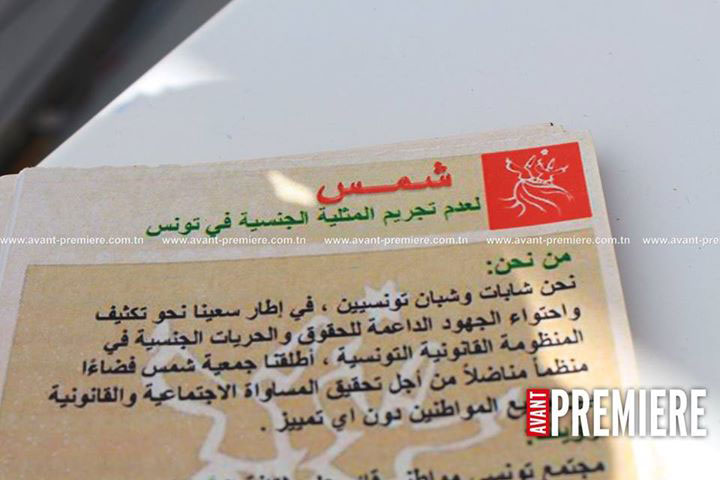 شمس
لعدم تجريم المثلية الجنسية في تونس
www.avant-premiere.com.tn www.avant-premiere.com.tn www.avant-premiere.com.tn www.avant-premiere.com.tn www.avant-premiere.com.tn
من نحن:
نحن شابات وشبان تونسيين ، في إطار سعينا نحو تكثيف
واحتواء الجهود الداعمة للحقوق والحريات الجنسية في
المنظومة القانونية التونسية ، أطلقنا جمعية شمس فضاءًا
منظماً مناضلاً من أجل تحقيق المساواة الاجتماعية والقانونية
المواطنين دون اي تمييز .
مجتمع تونسي
AVANT PREMIERE